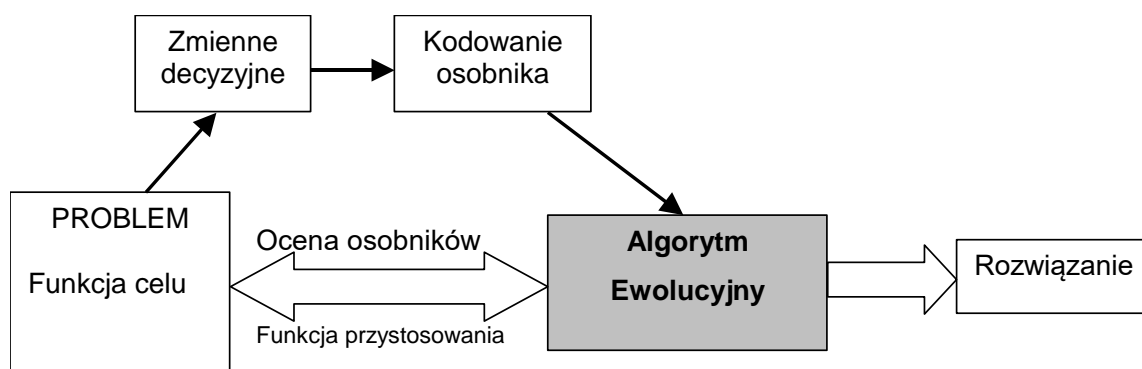 Zmienne
decyzyjne
Kodowanie
osobnika
PROBLEM
Funkcja celu
Ocena osobników
Funkcja przystosowania
Algorytm
Ewolucyjny
Rozwiązanie